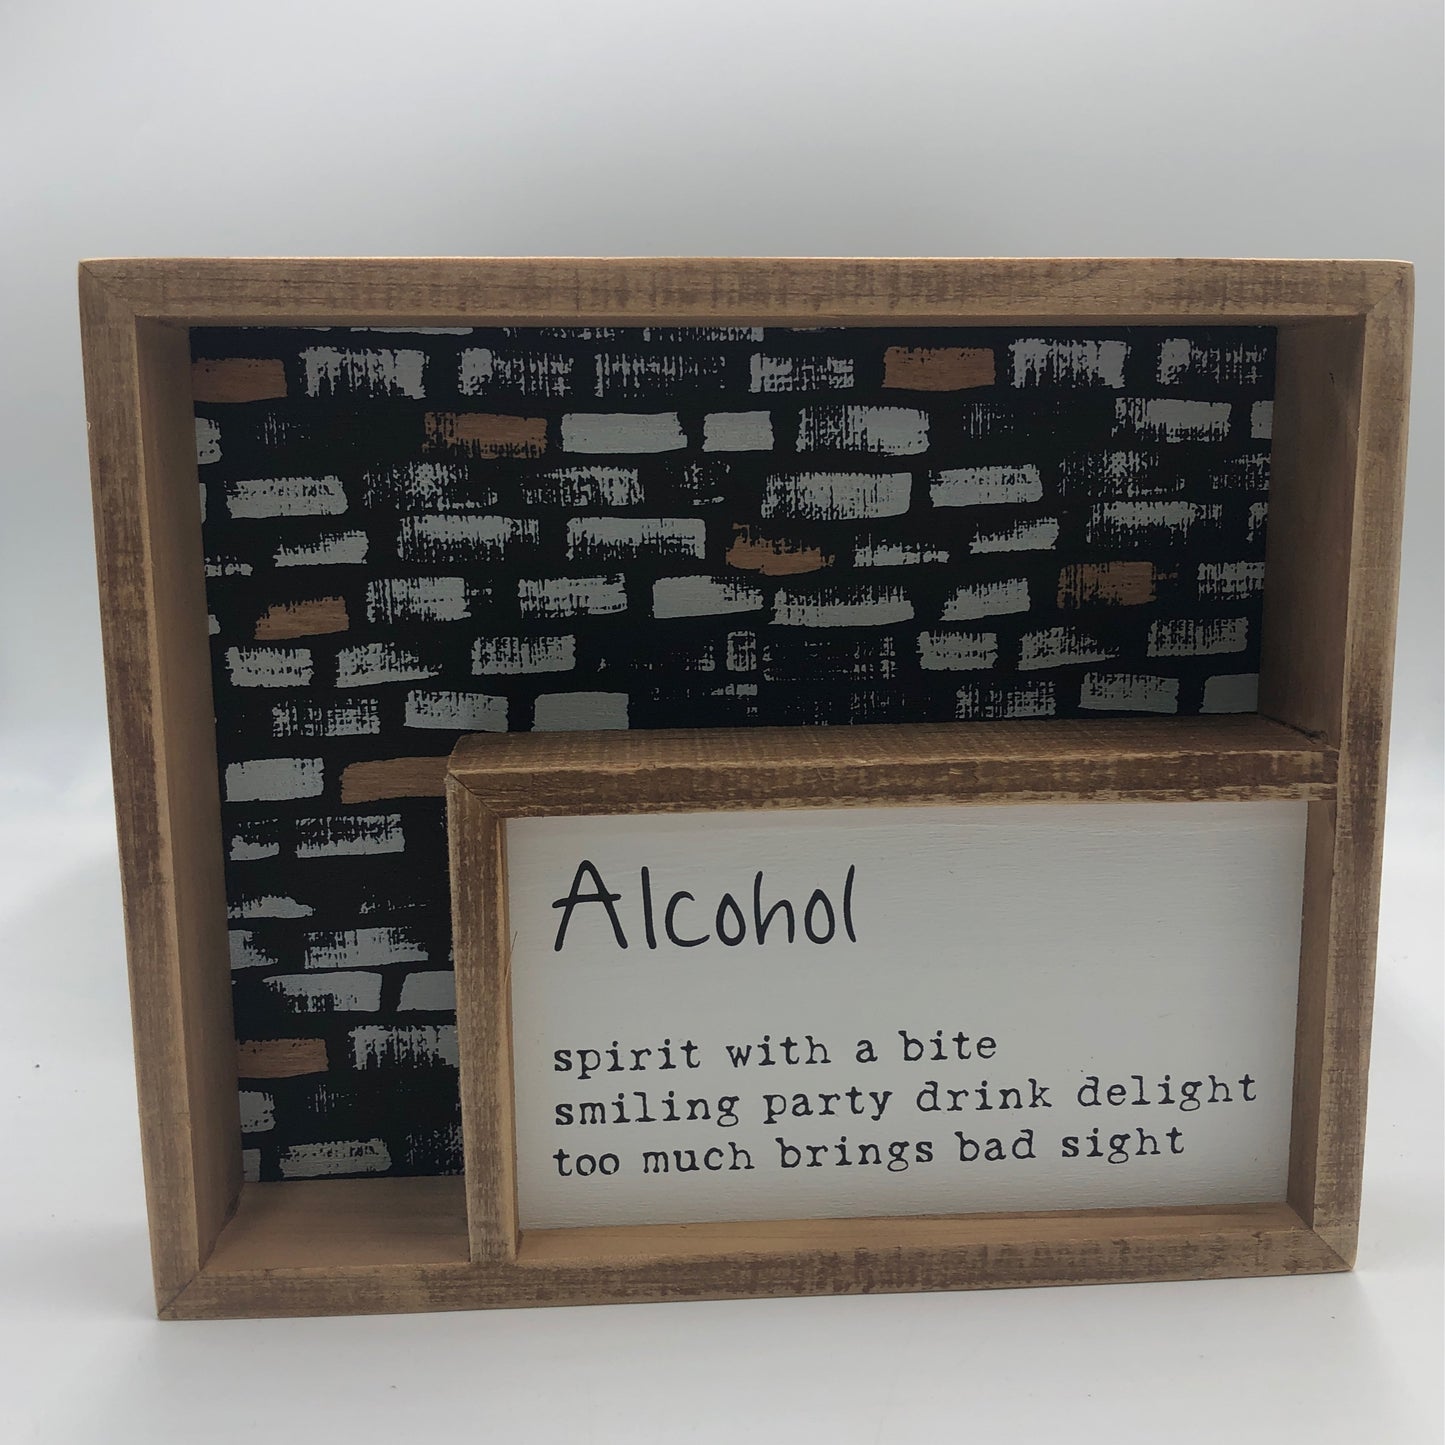 Alcohol
spirit with a bite
smiling party drink delight
too much brings bad sight